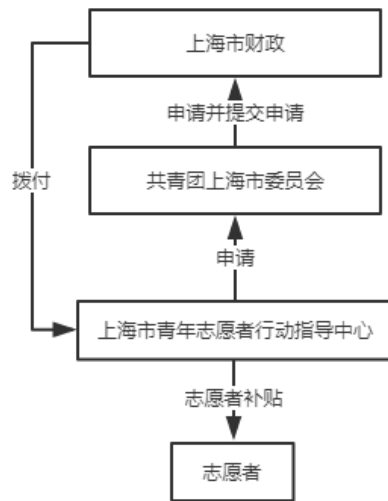 上海市财政
申请并提交申请
共青团上海市委员会
拨付
申请
上海市青年志愿者行动指导中心
志愿者补贴
志愿者